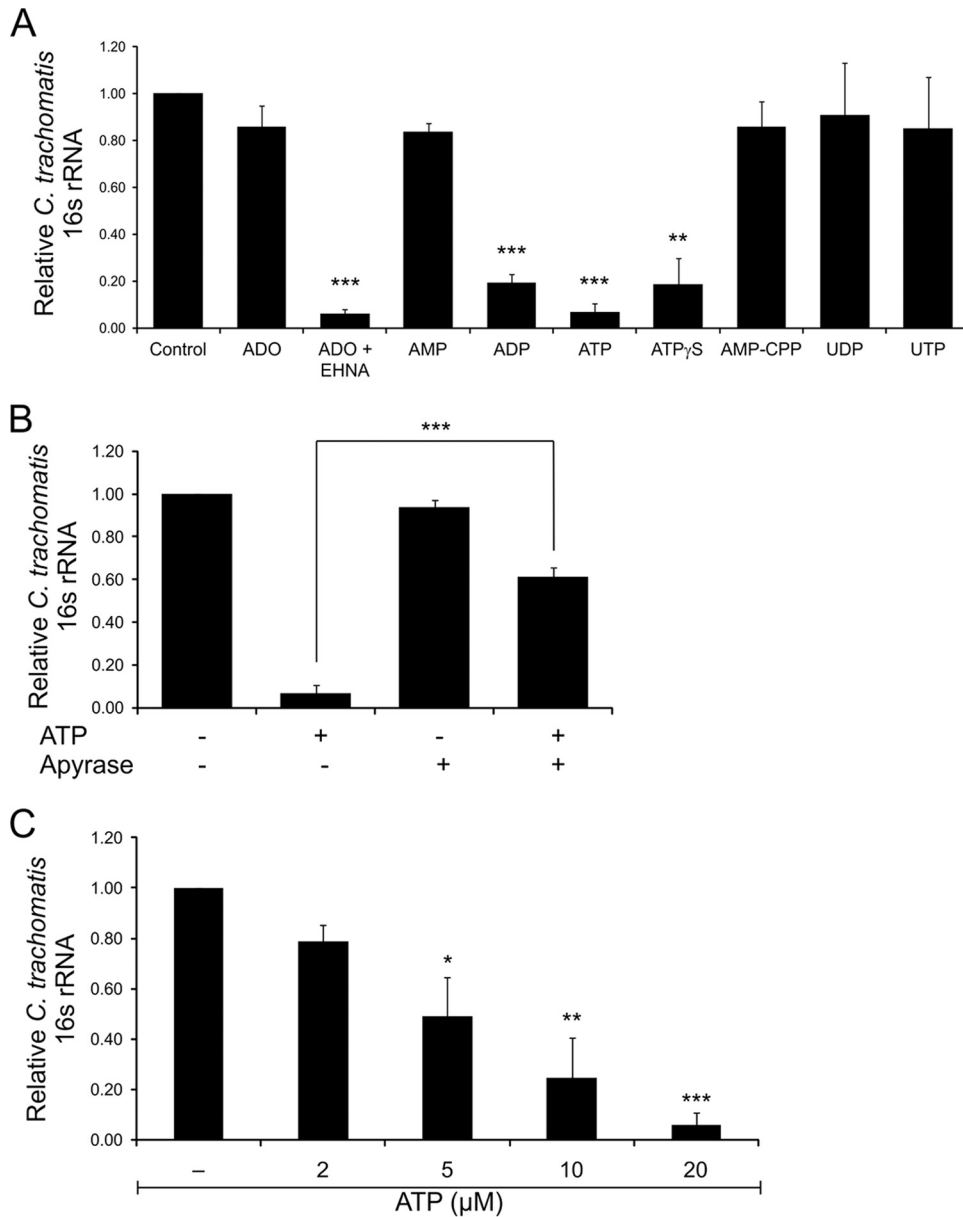 A
Relative C. trachomatis
16s rRNA
1.20
1.00
0.80
0.60
0.40
0.20
0.00
***
***
***
**
Control ADO ADO + EHNA AMP ADP ATP ATPγS AMP-CPP UDP UTP
B
Relative C. trachomatis
16s rRNA
1.20
1.00
0.80
0.60
0.40
0.20
0.00
***
ATP - + - +
Apyrase - - + +
C
Relative C. trachomatis
16s rRNA
1.20
1.00
0.80
0.60
0.40
0.20
0.00
*
**
***
– 2 5 10 20
ATP (µM)